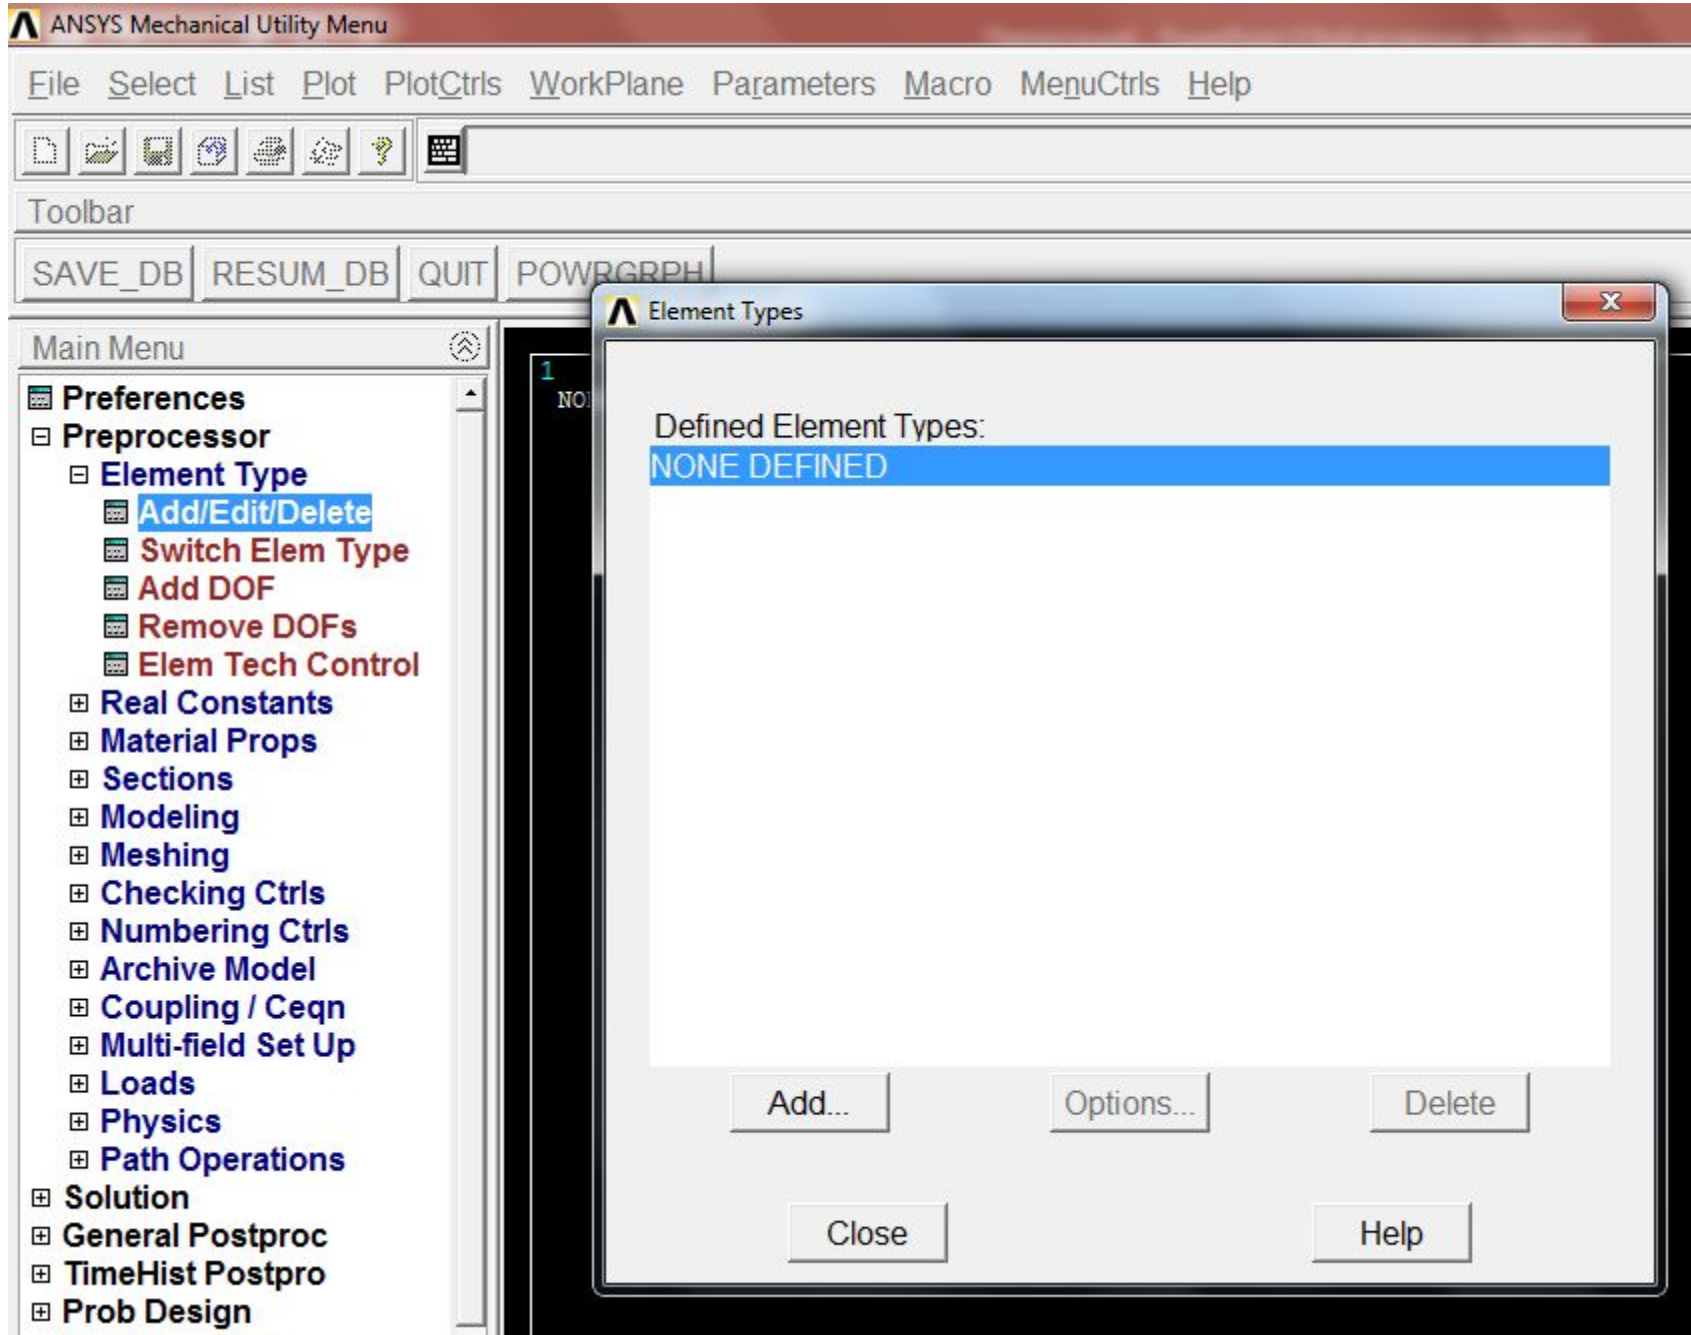 ANSYS Mechanical Utility Menu
File Select List Plot PlotCtrls WorkPlane Parameters Macro MenuCtrls Help
Toolbar
SAVE_DB RESUM_DB QUIT POWRGRPH
Main Menu
Preferences
Preprocessor
Element Type
Add/Edit/Delete
Switch Elem Type
Add DOF
Remove DOFs
Elem Tech Control
Real Constants
Material Props
Sections
Modeling
Meshing
Checking Ctrls
Numbering Ctrls
Archive Model
Coupling / Ceqn
Multi-field Set Up
Loads
Physics
Path Operations
Solution
General Postproc
TimeHist Postpro
Prob Design
1
Element Types
Defined Element Types:
NONE DEFINED
Add... Options... Delete
Close Help